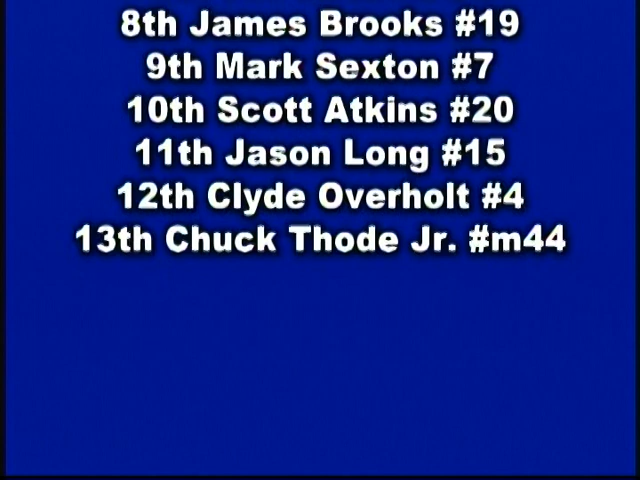 8th James Brooks #19
9th Mark Sexton #7
10th Scott Atkins #20
11th Jason Long #15
12th Clyde Overholt #4
13th Chuck Thode Jr. #m44